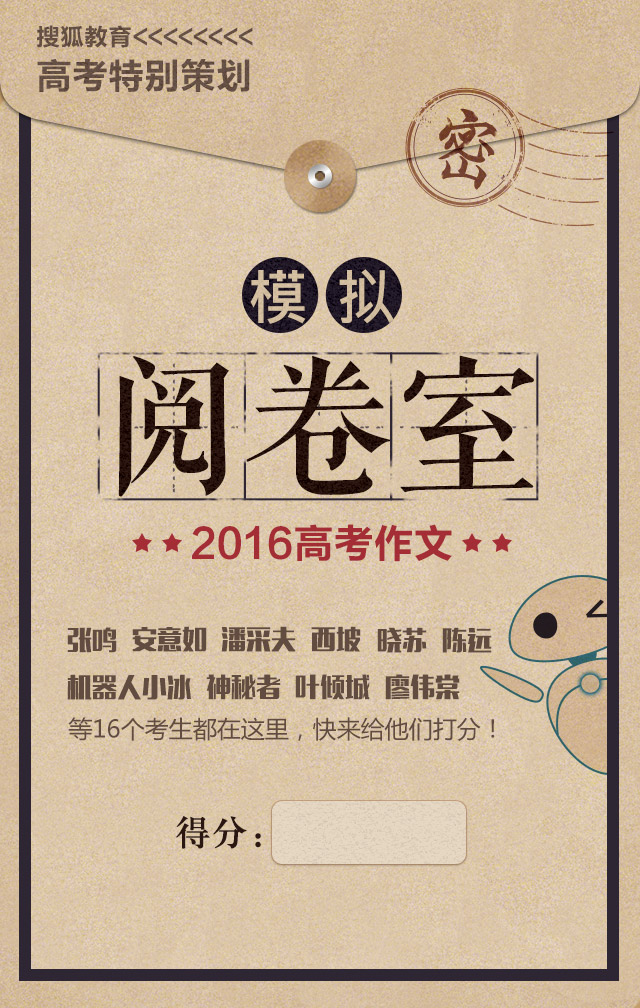 搜狐教育<<<<<<<<
高考特别策划
密
模拟
阅卷室
★★2016高考作文★★
张鸣 安意如 潘采夫 西坡 晓苏 陈远
机器人小冰 神秘者 叶倾城 廖伟棠
等16个考生都在这里，快来给他们打分！
得分：